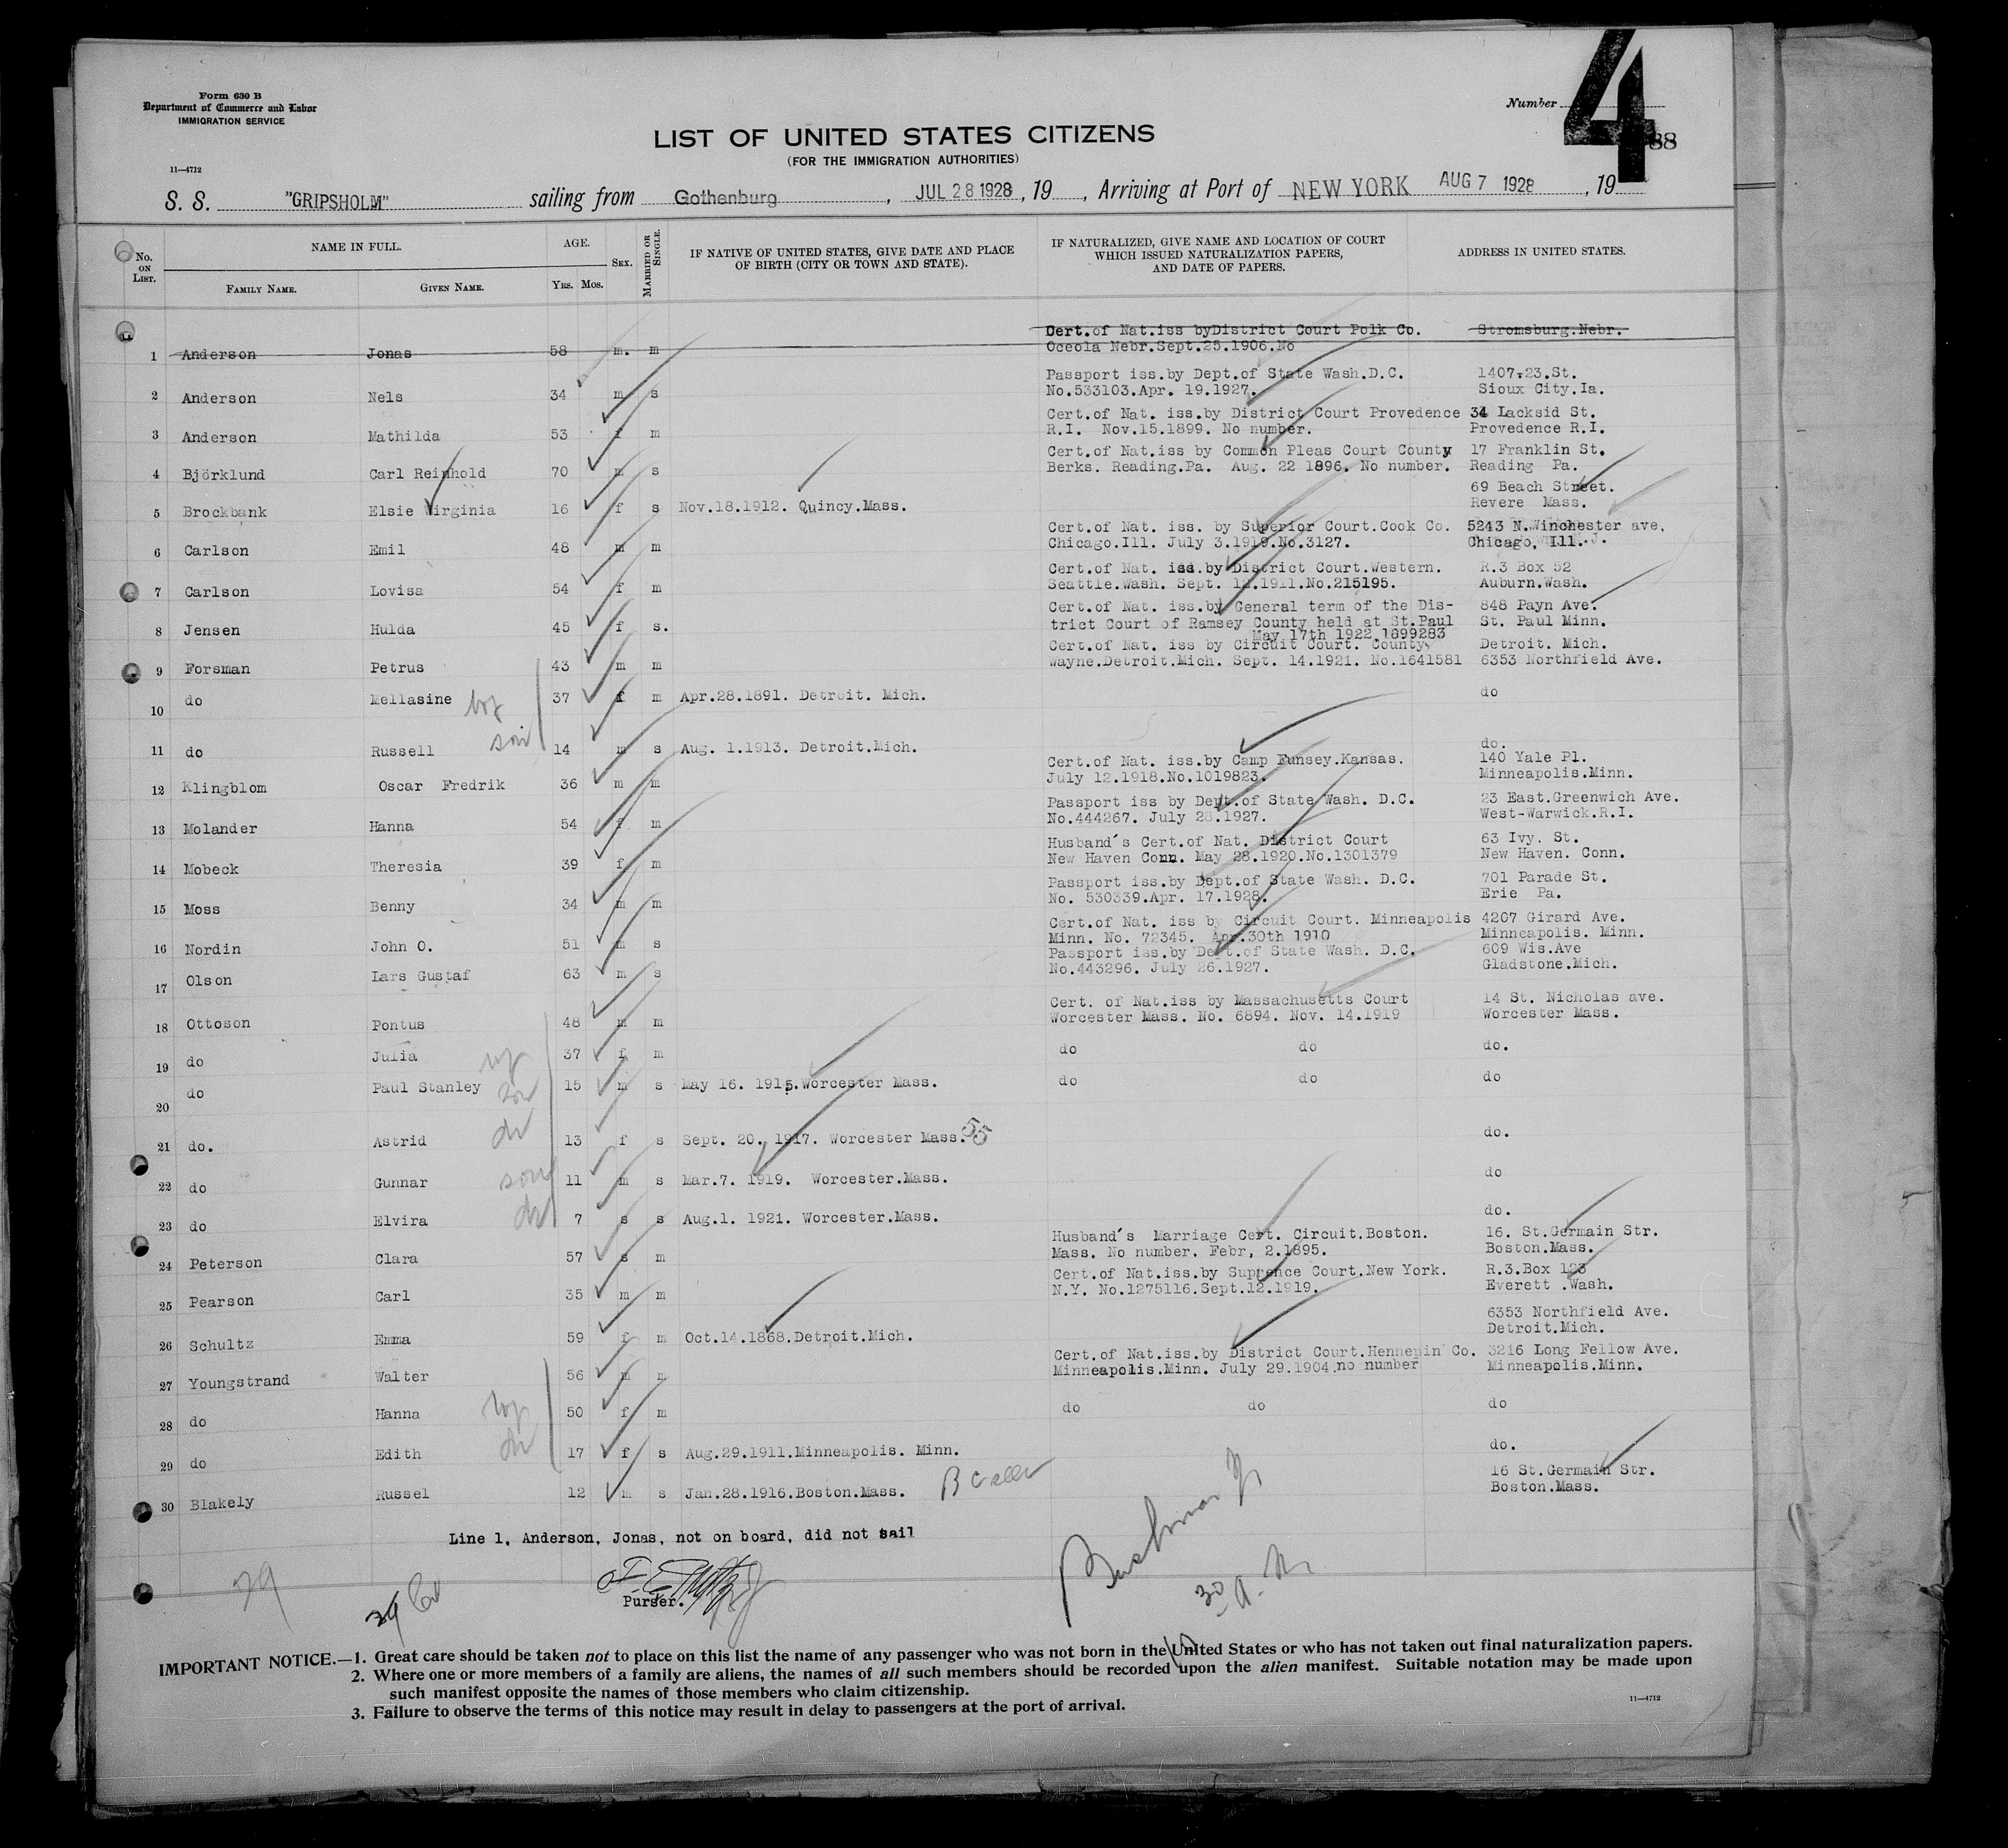 Form 630 B
Department of Commerce and Labor
IMMIGRATION SERVICE
11—4712
Number
4
88
LIST OF UNITED STATES CITIZENS
(FOR THE IMMIGRATION AUTHORITIES)
S. S. "GRIPSHOLM" sailing from Gothenburg, JUL 28 1928, 19 , Arriving at Port of NEW YORK AUG 7 1928, 19
No. ON LIST. NAME IN FULL. FAMILY NAME. GIVEN NAME. AGE. YRS. MOS. SEX. MARRIED OR SINGLE. IF NATIVE OF UNITED STATES, GIVE DATE AND PLACE OF BIRTH (CITY OR TOWN AND STATE). IF NATURALIZED, GIVE NAME AND LOCATION OF COURT WHICH ISSUED NATURALIZATION PAPERS, AND DATE OF PAPERS. ADDRESS IN UNITED STATES.
Cert.of Nat.iss byDistrict Court Polk Co. Stromsburg.Nebr.
1 Anderson Jonas 58 m. m Oceola Nebr.Sept.25.1906.No
Passport iss.by Dept.of State Wash.D.C. 1407.23.St.
2 Anderson Nels 34 m s No.533103.Apr. 19.1927. Sioux City.Ia.
Cert.of Nat. iss.by District Court Provedence 34 Lacksid St.
3 Anderson Mathilda 53 f m R.I. Nov.15.1899. No number. Provedence R.I.
Cert.of Nat.iss by Common Pleas Court County 17 Franklin St.
4 Björklund Carl Reinhold 70 m s Berks. Reading.Pa. Aug. 22 1896. No number. Reading Pa.
69 Beach Street.
5 Brockbank Elsie Virginia 16 f s Nov.18.1912. Quincy.Mass. Revere Mass.
Cert.of Nat. iss. by Superior Court.Cook Co. 5243 N.Winchester ave.
6 Carlson Emil 48 m m Chicago.Ill. July 3.1919.No.3127. Chicago, Ill.
Cert.of Nat. iss.by District Court.Western. R.3 Box 52
7 Carlson Lovisa 54 f m Seattle.Wash. Sept. 12.1911.No.215195. Auburn.Wash.
Cert.of Nat. iss.by General term of the Dis- 848 Payn Ave.
8 Jensen Hulda 45 f s. trict Court of Ramsey County held at St.Paul St. Paul Minn.
May 17th 1922.1699283
Cert.of Nat. iss by Circuit Court. County. Detroit. Mich.
9 Forsman Petrus 43 m m Wayne.Detroit.Mich. Sept. 14.1921. No.1641581 6353 Northfield Ave.
10 do Mellasine 37 f m Apr.28.1891. Detroit. Mich. do
11 do Russell son 14 m s Aug. 1.1913. Detroit.Mich. do.
Cert.of Nat. iss.by Camp Funsey.Kansas. 140 Yale Pl.
12 Klingblom Oscar Fredrik 36 m m July 12.1918.No.1019823. Minneapolis.Minn.
Passport iss by Dept.of State Wash. D.C. 23 East.Greenwich Ave.
13 Molander Hanna 54 f m No.444267. July 28.1927. West-Warwick.R.I.
Husband's Cert.of Nat. District Court 63 Ivy. St.
14 Mobeck Theresia 39 f m New Haven Conn. May 28.1920.No.1301379 New Haven. Conn.
Passport iss.by Dept.of State Wash. D.C. 701 Parade St.
15 Moss Benny 34 m m No. 530339.Apr. 17.1928. Erie Pa.
Cert.of Nat. iss by Circuit Court. Minneapolis 4207 Girard Ave.
16 Nordin John O. 51 m s Minn. No. 72345. Apr.30th 1910 Minneapolis. Minn.
Passport iss.by Dept.of State Wash. D.C. 609 Wis.Ave
17 Olson Lars Gustaf 63 m s No.443296. July 26.1927. Gladstone.Mich.
Cert. of Nat.iss by Massachusetts Court 14 St. Nicholas ave.
18 Ottoson Pontus 48 m m Worcester Mass. No. 6894. Nov. 14.1919 Worcester Mass.
19 do Julia 37 f m do do do.
20 do Paul Stanley son 15 m s May 16. 1915.Worcester Mass. do do do
21 do. Astrid 13 f s Sept. 20. 1917. Worcester Mass. 55 do.
22 do Gunnar son 11 m s Mar.7. 1919. Worcester.Mass. do
23 do Elvira 7 s s Aug.1. 1921. Worcester.Mass. do.
Husband's Marriage Cert. Circuit.Boston. 16. St.Germain Str.
24 Peterson Clara 57 s m Mass. No number. Febr, 2.1895. Boston.Mass.
Cert.of Nat.iss.by Suprence Court.New York. R.3.Box 123
25 Pearson Carl 35 m m N.Y. No.1275116.Sept.12.1919. Everett .Wash.
6353 Northfield Ave.
26 Schultz Emma 59 f m Oct.14.1868.Detroit.Mich. Detroit.Mich.
Cert.of Nat.iss.by District Court.Hennepin Co. 3216 Long Fellow Ave.
27 Youngstrand Walter 56 m m Minneapolis.Minn. July 29.1904.no number Minneapolis.Minn.
28 do Hanna 50 f m do do do
29 do Edith 17 f s Aug.29.1911.Minneapolis. Minn. do.
16 St.Germain Str.
30 Blakely Russel 12 m s Jan.28.1916.Boston.Mass. Boston.Mass.
Line 1, Anderson, Jonas, not on board, did not sail
29
29
Purser.
30
IMPORTANT NOTICE.—1. Great care should be taken not to place on this list the name of any passenger who was not born in the United States or who has not taken out final naturalization papers.
2. Where one or more members of a family are aliens, the names of all such members should be recorded upon the alien manifest. Suitable notation may be made upon
such manifest opposite the names of those members who claim citizenship.
3. Failure to observe the terms of this notice may result in delay to passengers at the port of arrival.
11—4712